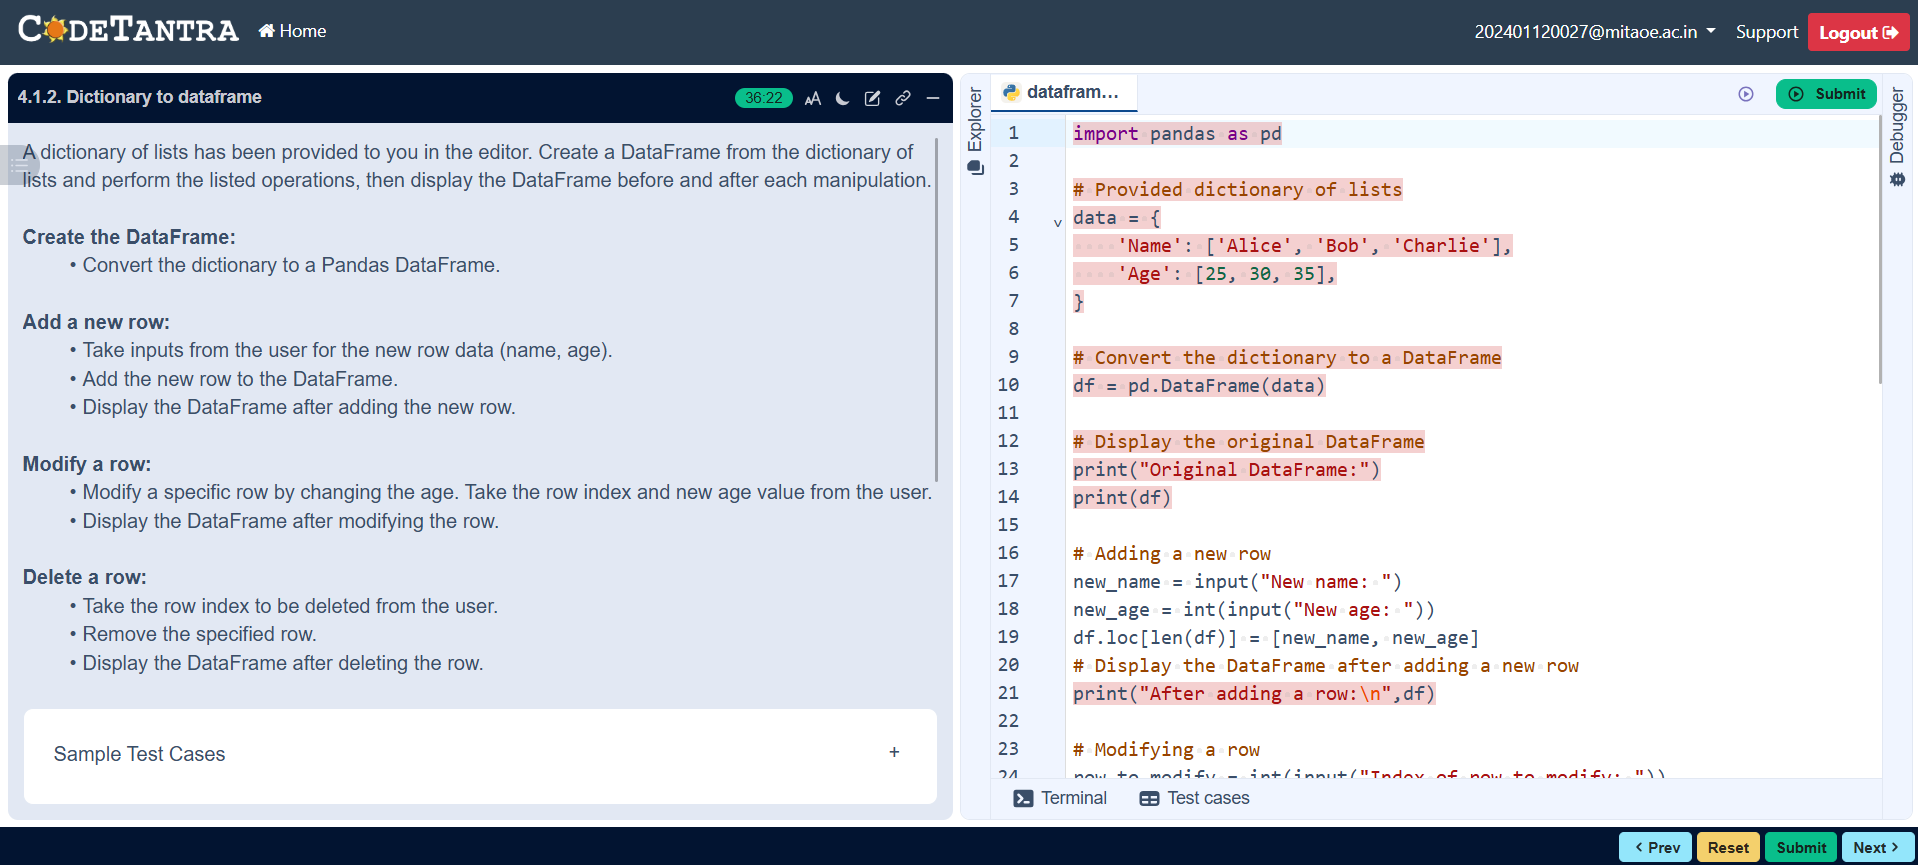 CODETANTRA
Home
202401120027@mitaoe.ac.in
Support
Logout
4.1.2. Dictionary to dataframe
36:22
A dictionary of lists has been provided to you in the editor. Create a DataFrame from the dictionary of
lists and perform the listed operations, then display the DataFrame before and after each manipulation.
Create the DataFrame:
• Convert the dictionary to a Pandas DataFrame.
Add a new row:
• Take inputs from the user for the new row data (name, age).
• Add the new row to the DataFrame.
• Display the DataFrame after adding the new row.
Modify a row:
• Modify a specific row by changing the age. Take the row index and new age value from the user.
• Display the DataFrame after modifying the row.
Delete a row:
• Take the row index to be deleted from the user.
• Remove the specified row.
• Display the DataFrame after deleting the row.
Sample Test Cases +
Explorer
datafram...
Submit
Debugger
1 import pandas as pd
2
3 # Provided dictionary of lists
4 data = {
5     'Name': ['Alice', 'Bob', 'Charlie'],
6     'Age': [25, 30, 35],
7 }
8
9 # Convert the dictionary to a DataFrame
10 df = pd.DataFrame(data)
11
12 # Display the original DataFrame
13 print("Original DataFrame:")
14 print(df)
15
16 # Adding a new row
17 new_name = input("New name: ")
18 new_age = int(input("New age: "))
19 df.loc[len(df)] = [new_name, new_age]
20 # Display the DataFrame after adding a new row
21 print("After adding a row:\n",df)
22
23 # Modifying a row
24 row_to_modify = int(input("Index of row to modify: "))
Terminal
Test cases
Prev
Reset
Submit
Next